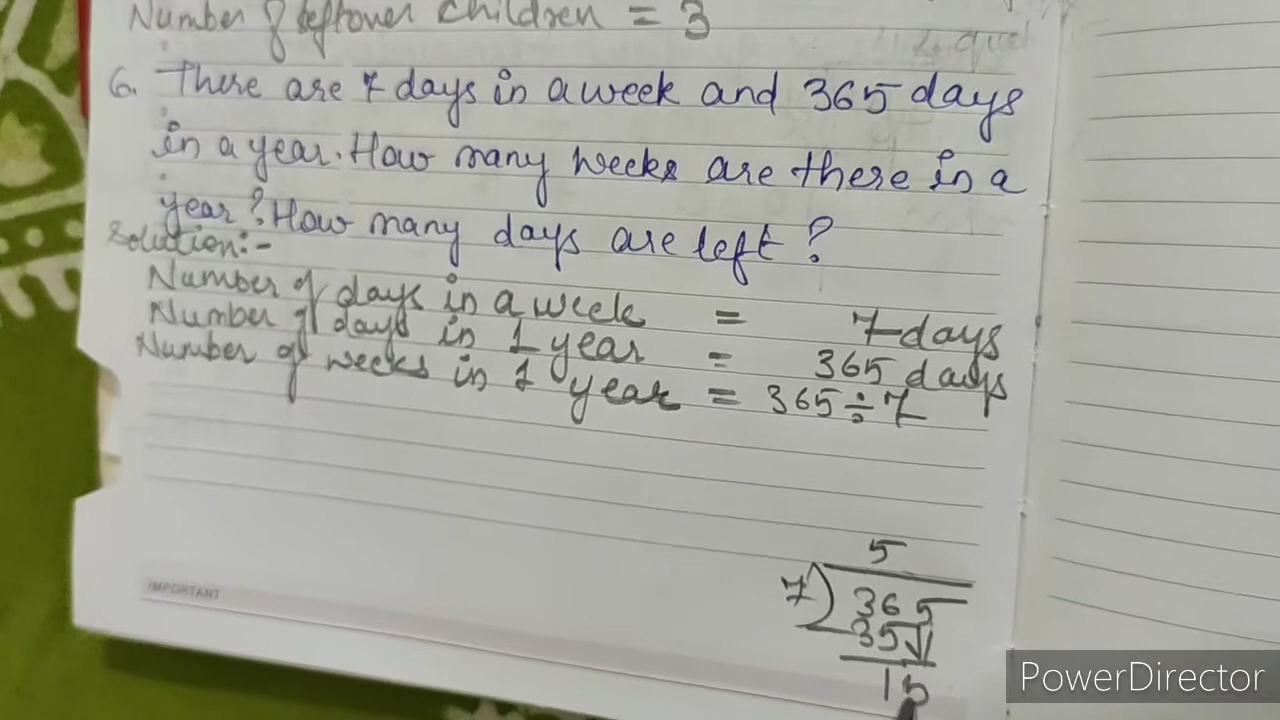 Number of leftover children = 3
6. There are 7 days in a week and 365 days
in a year. How many weeks are there in a
year? How many days are left?
Solution:-
Number of days in a week = 7 days
Number of days in 1 year = 365 days
Number of weeks in 1 year = 365 ÷ 7
5
7) 365
35↓
15
IMPORTANT
PowerDirector